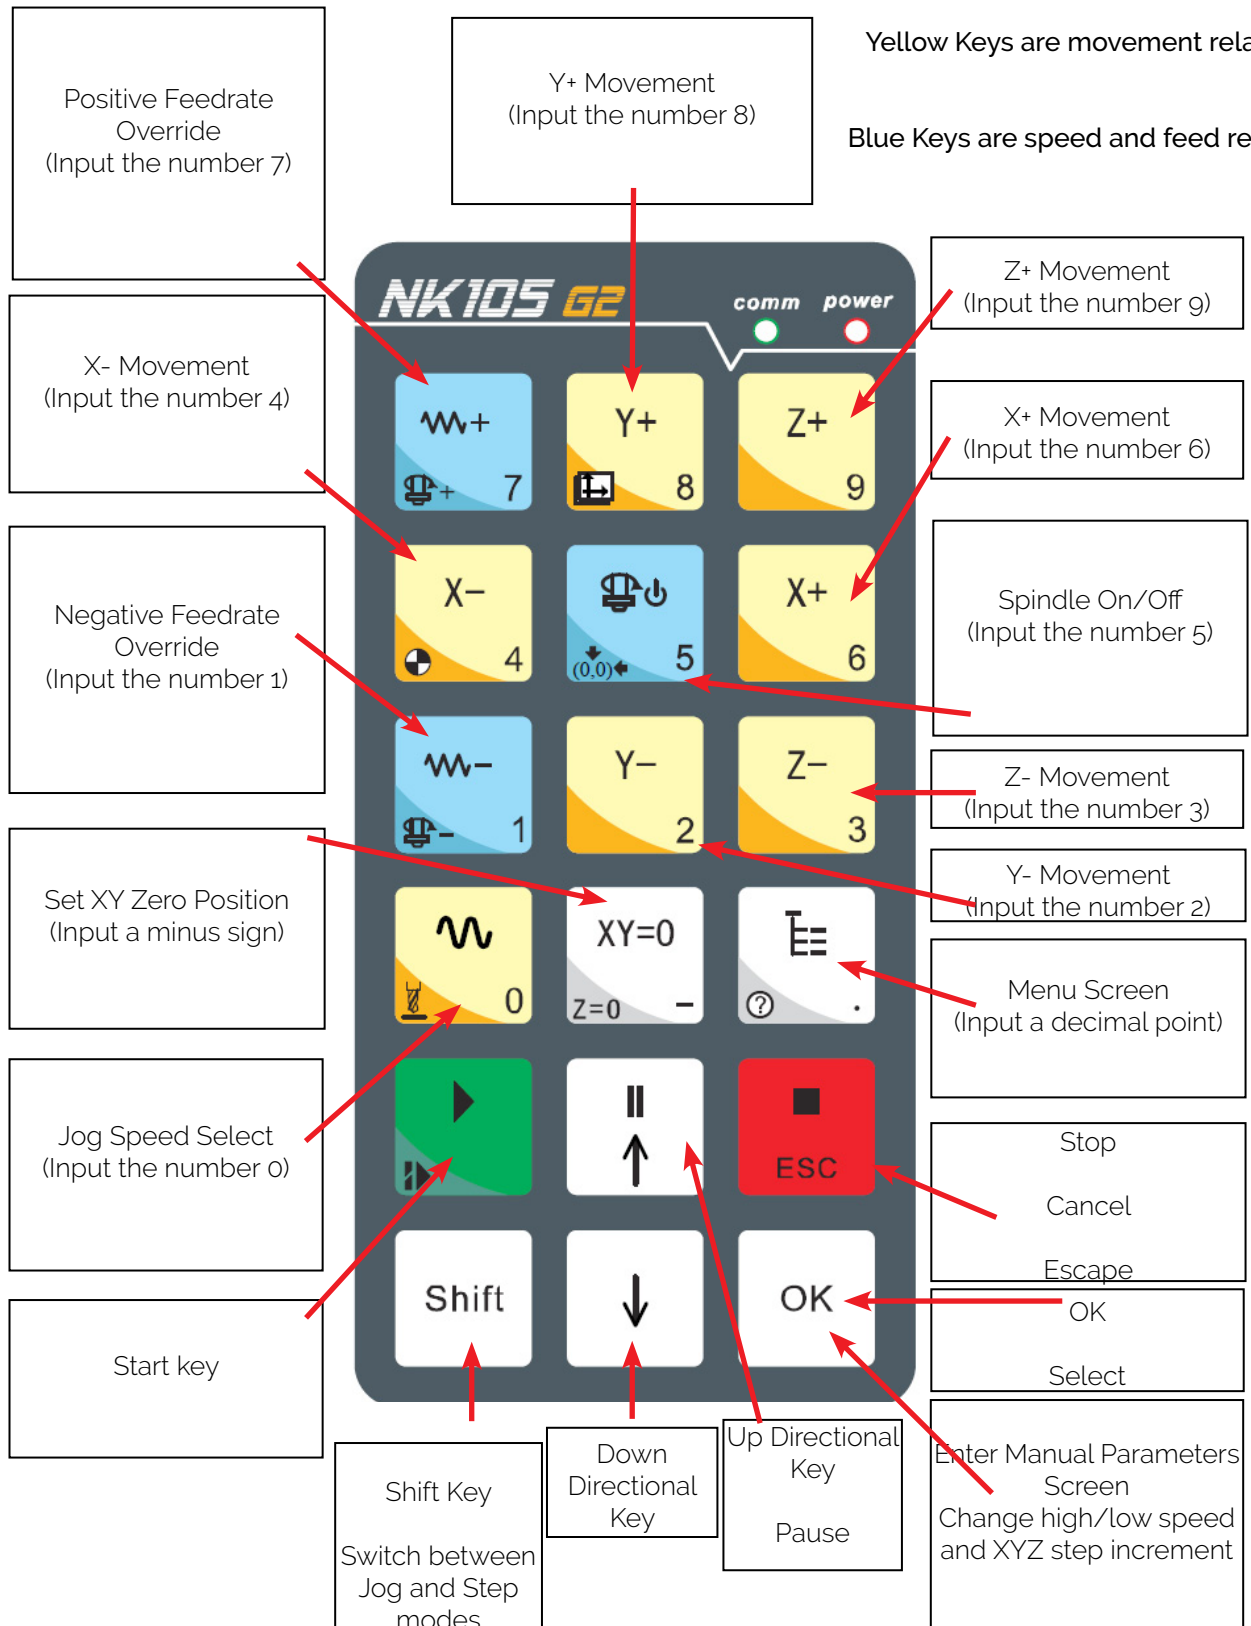 Positive Feedrate
Override
(Input the number 7)
Y+ Movement
(Input the number 8)
Yellow Keys are movement rela
Blue Keys are speed and feed re
X- Movement
(Input the number 4)
Z+ Movement
(Input the number 9)
X+ Movement
(Input the number 6)
Negative Feedrate
Override
(Input the number 1)
Spindle On/Off
(Input the number 5)
Z- Movement
(Input the number 3)
Set XY Zero Position
(Input a minus sign)
Y- Movement
(Input the number 2)
Menu Screen
(Input a decimal point)
Jog Speed Select
(Input the number 0)
Stop
Cancel
Escape
Start key
OK
Select
Shift Key
Switch between
Jog and Step
modes
Down
Directional
Key
Up Directional
Key
Pause
Enter Manual Parameters
Screen
Change high/low speed
and XYZ step increment
NK105 G2
comm power
+
+ 7
Y+
8
Z+
9
X-
4
(0,0) 5
X+
6
-
- 1
Y-
2
Z-
3
0
XY=0
Z=0 -
? .
ESC
Shift
OK